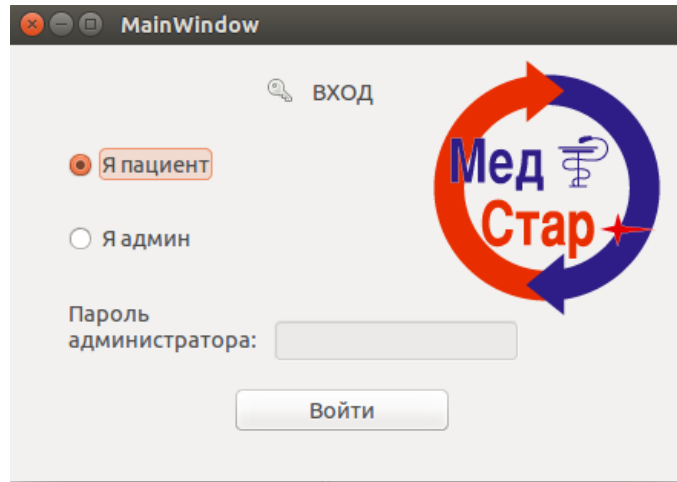 MainWindow
ВХОД
Я пациент
Мед
Стар
Я админ
Пароль
администратора:
Войти